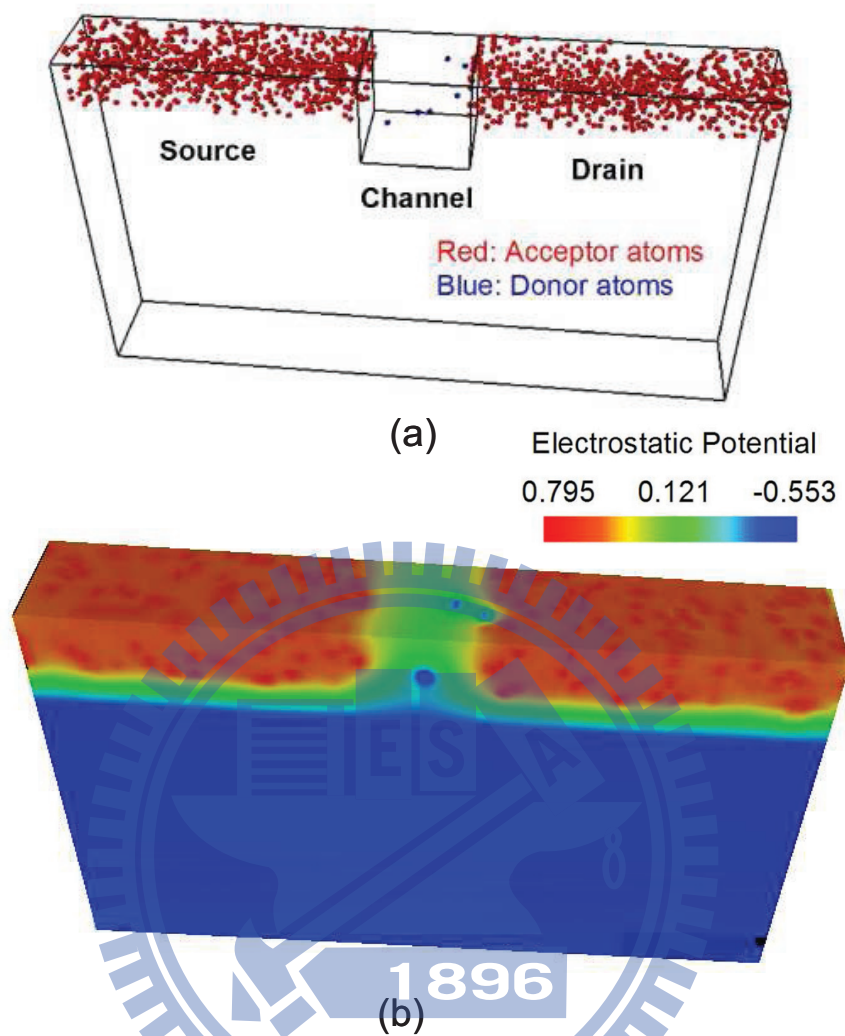 Source
Channel
Drain
Red: Acceptor atoms
Blue: Donor atoms
(a)
Electrostatic Potential
0.795 0.121 -0.553
E S A
1896
(b)